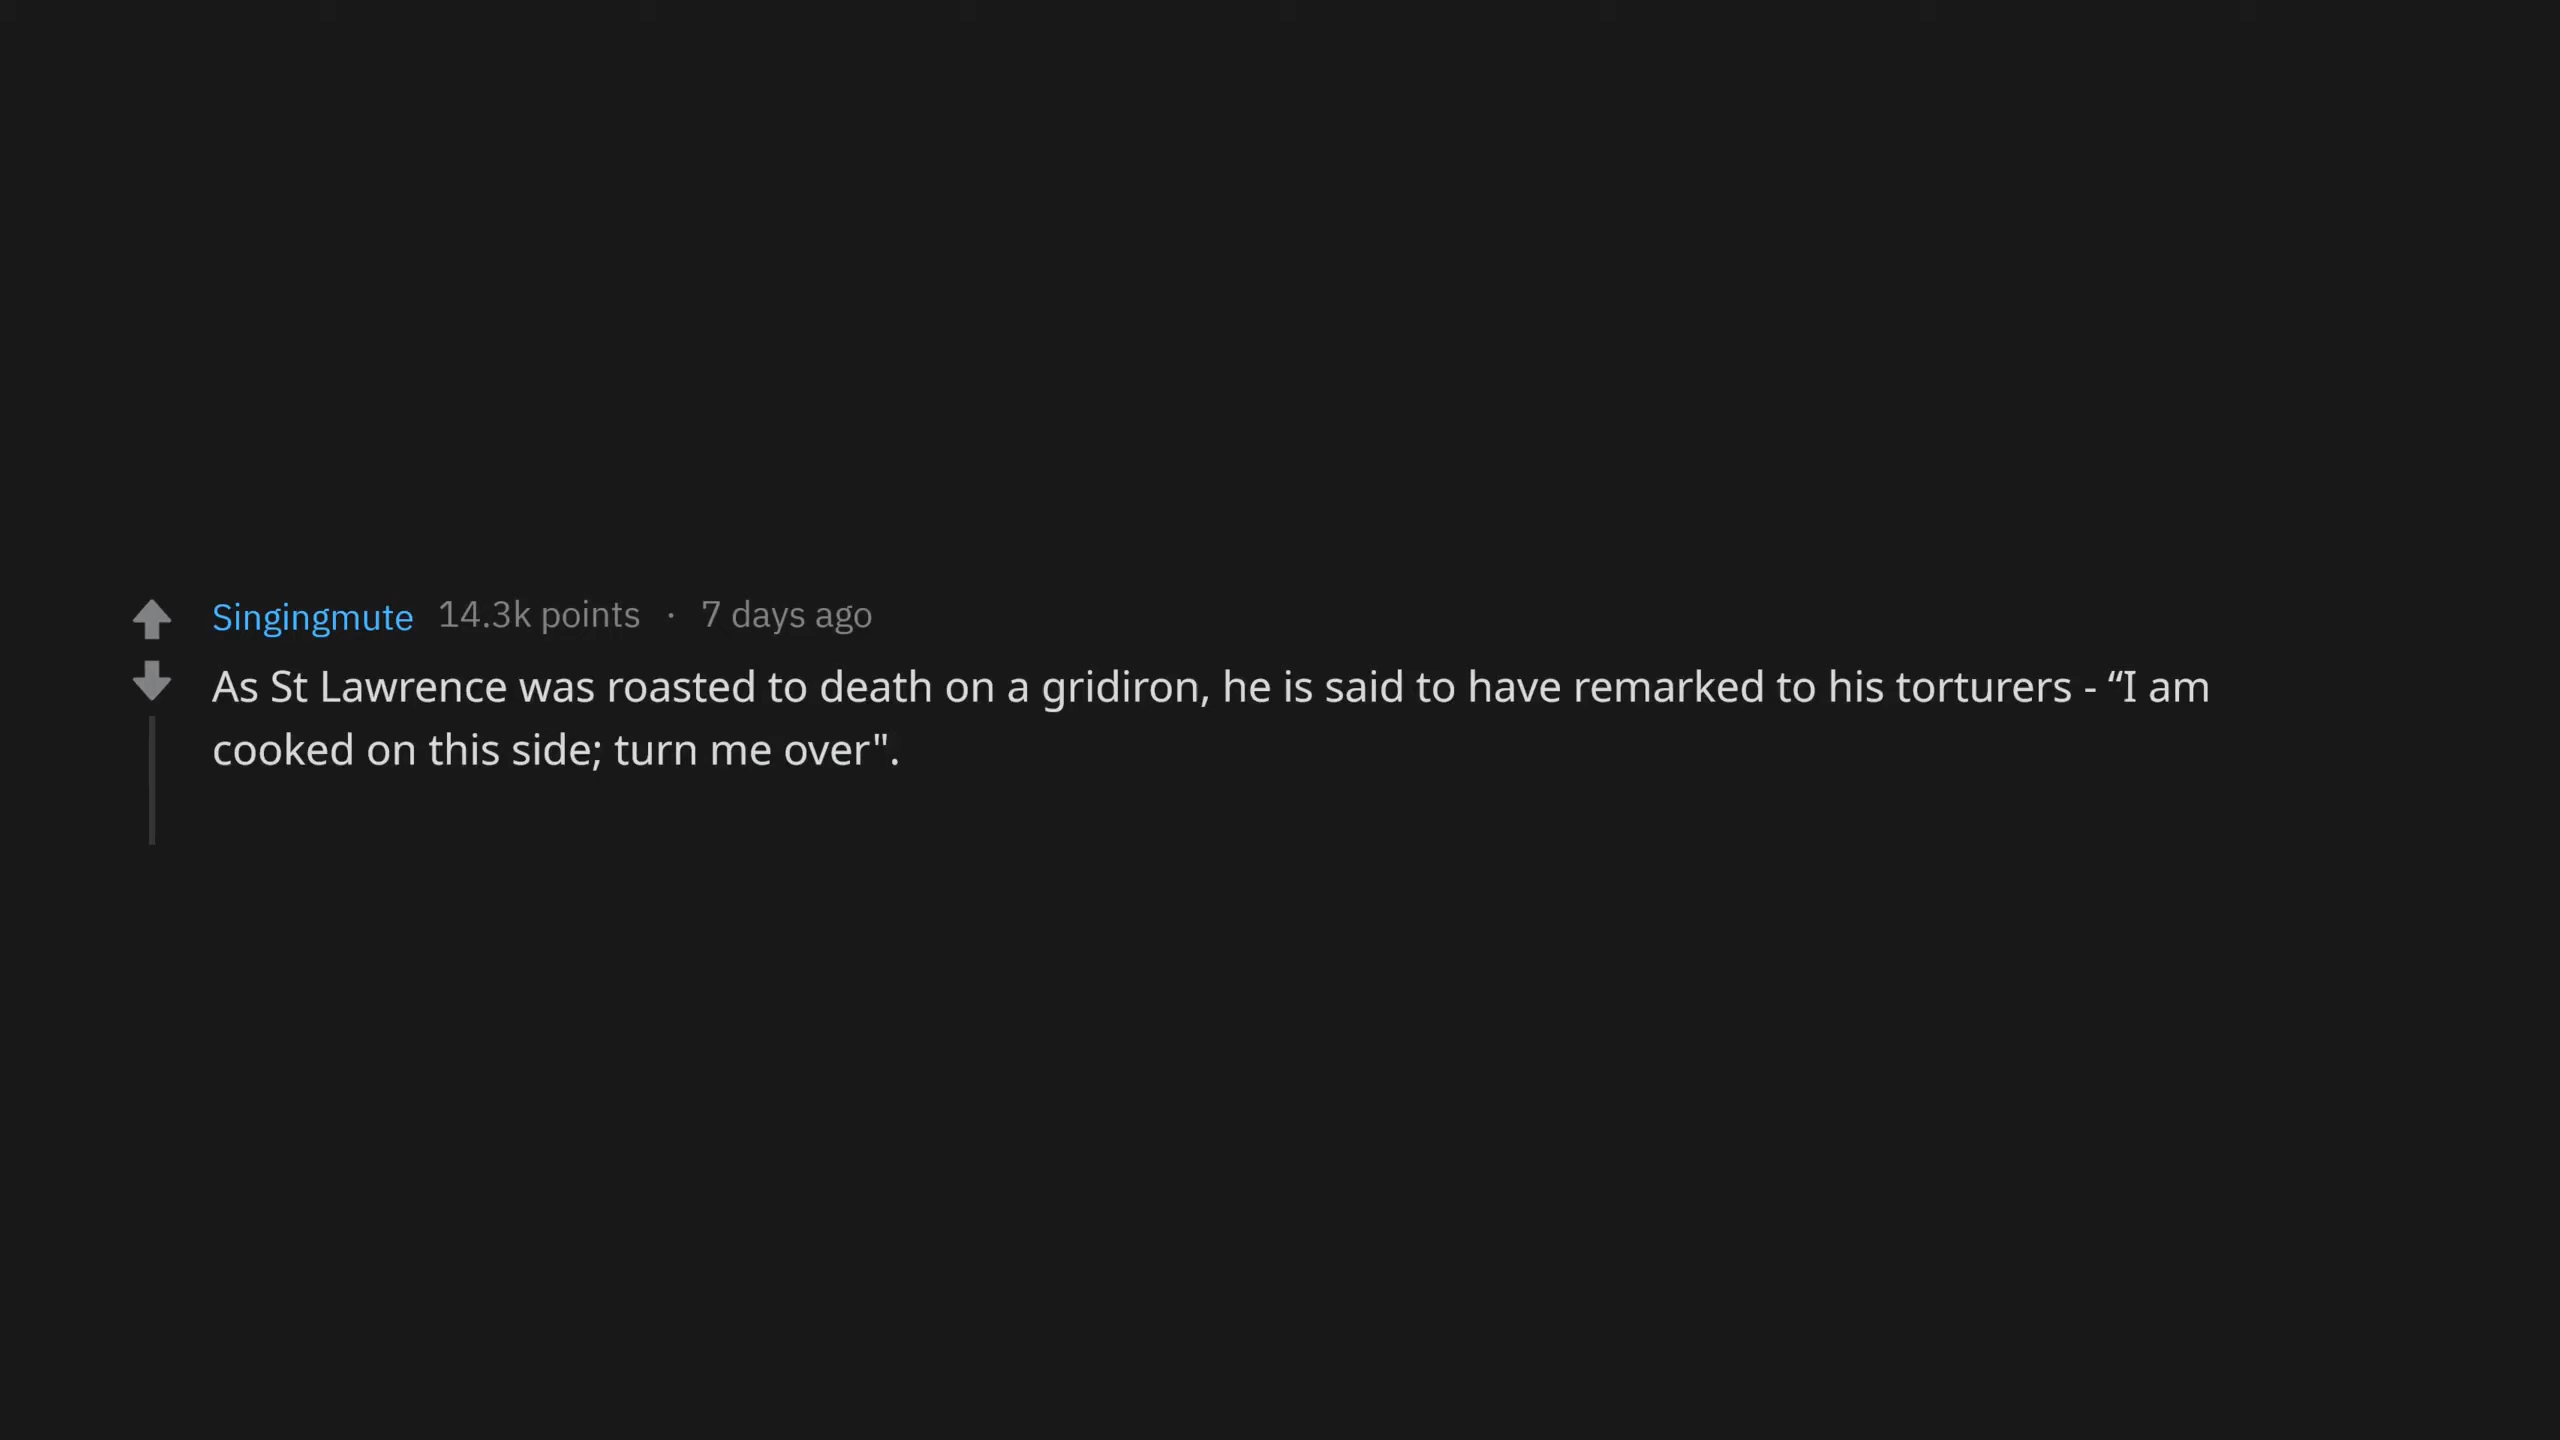 Singingmute 14.3k points · 7 days ago
As St Lawrence was roasted to death on a gridiron, he is said to have remarked to his torturers - “I am
cooked on this side; turn me over".